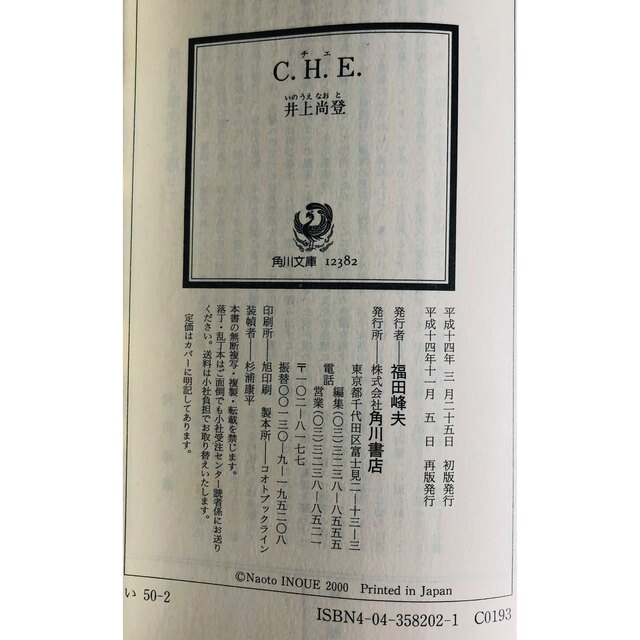 チェ
C. H. E.
いのうえ なお と
井上尚登
角川文庫 12382
平成十四年 三月二十五日 初版発行
平成十四年十一月 五 日 再版発行
発行者―福田峰夫
発行所―株式会社角川書店
東京都千代田区富士見二―十三―三
電話 編集(〇三)三二三八―八五五五
営業(〇三)三二三八―八五二一
〒一〇二―八一七七
振替〇〇一三〇―九―一九五二〇八
印刷所―旭印刷 製本所―コオトブックライン
装幀者―杉浦康平
本書の無断複写・複製・転載を禁じます。
落丁・乱丁本はご面倒でも小社受注センター読者係にお送り
ください。送料は小社負担でお取り替えいたします。
定価はカバーに明記してあります。
©Naoto INOUE 2000 Printed in Japan
い 50-2
ISBN4-04-358202-1 C0193